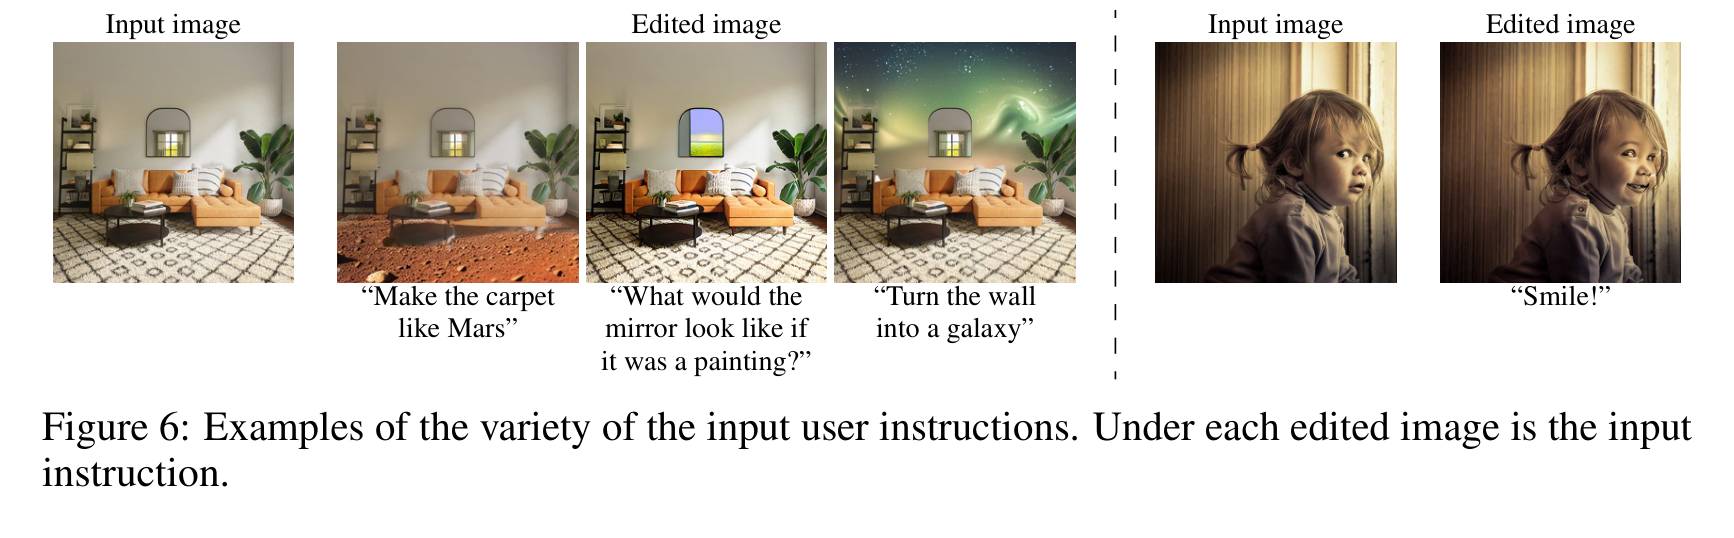 Input image
Edited image
Input image
Edited image
“Make the carpet
like Mars”
“What would the
mirror look like if
it was a painting?”
“Turn the wall
into a galaxy”
“Smile!”
Figure 6: Examples of the variety of the input user instructions. Under each edited image is the input
instruction.